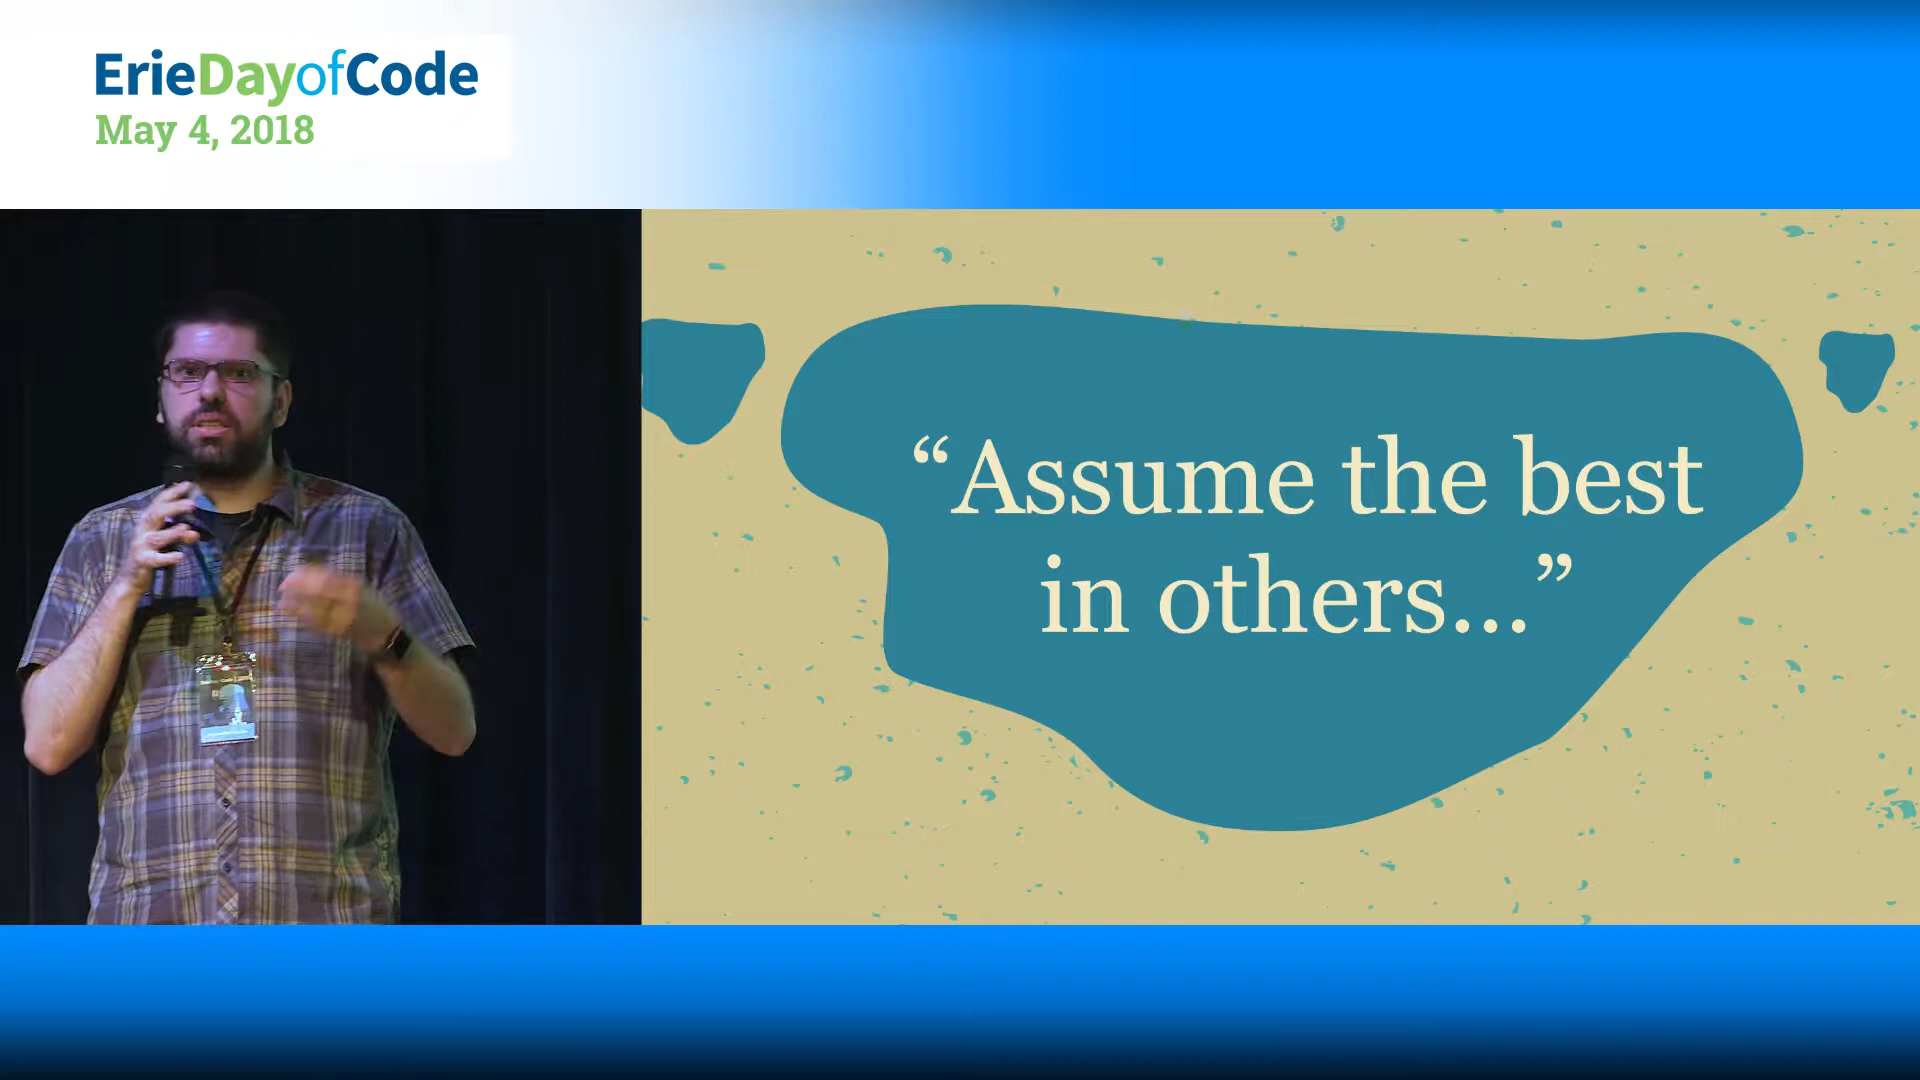 ErieDayofCode
May 4, 2018
“Assume the best
in others...”